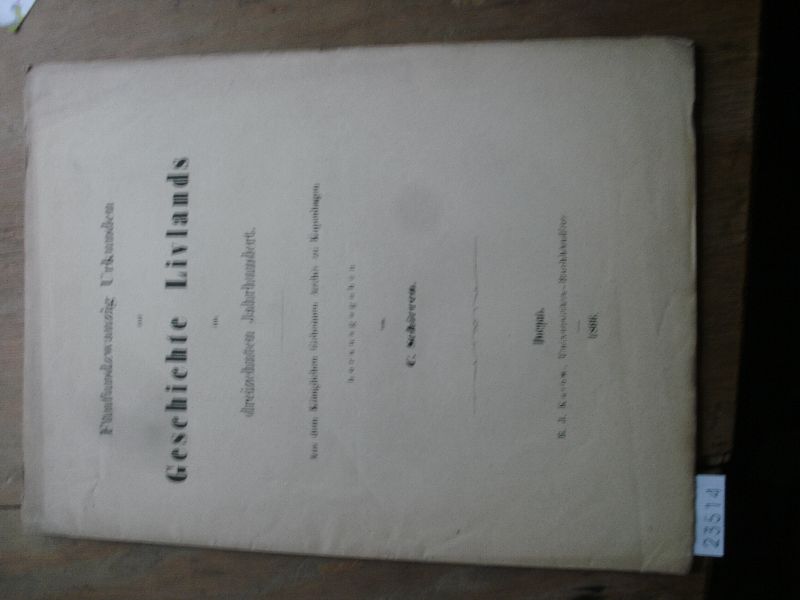 Fünfundzwanzig Urkunden
zur
Geschichte Livlands
im
dreizehnten Jahrhundert.
Aus dem Königlichen Geheimen Archiv zu Kopenhagen
herausgegeben
von
C. Schirren.
Dorpat.
E. J. Karow, Universitäts-Buchhändler
1866.
23514